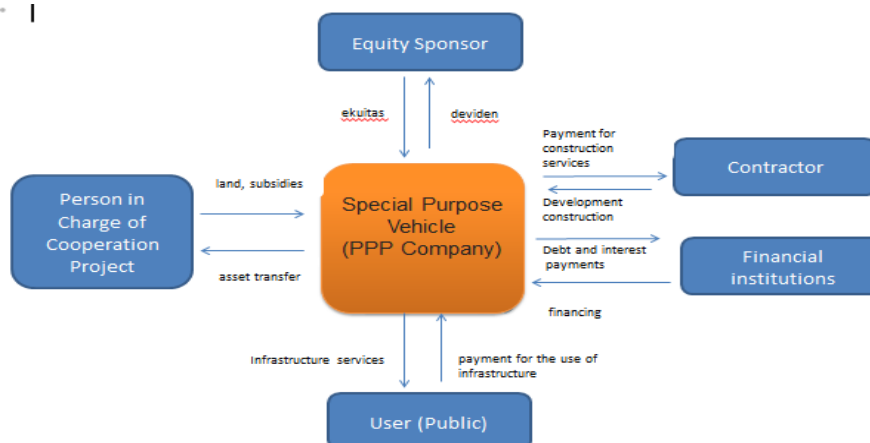 Equity Sponsor
ekuitas
deviden
Payment for
construction
services
Contractor
Development
construction
Person in
Charge of
Cooperation
Project
land, subsidies
asset transfer
Special Purpose
Vehicle
(PPP Company)
Debt and interest
payments
Financial
institutions
financing
Infrastructure services
payment for the use of
infrastructure
User (Public)